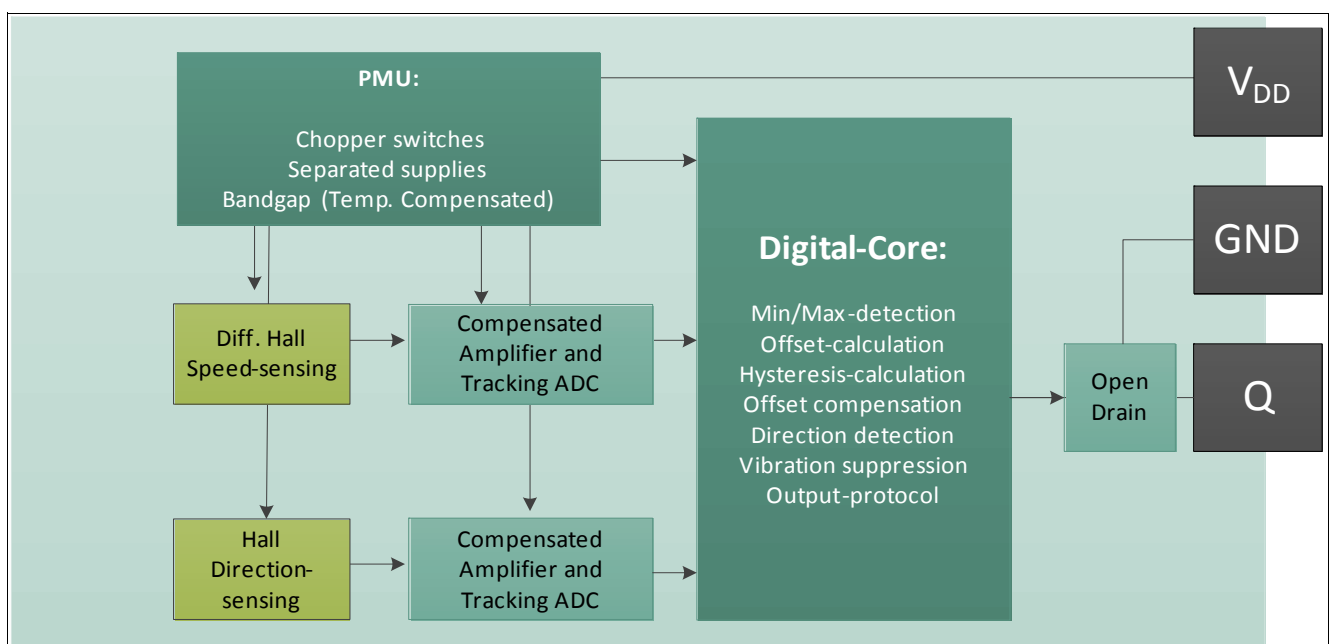 PMU:
Chopper switches
Separated supplies
Bandgap (Temp. Compensated)
VDD
GND
Digital-Core:
Min/Max-detection
Offset-calculation
Hysteresis-calculation
Offset compensation
Direction detection
Vibration suppression
Output-protocol
Diff. Hall
Speed-sensing
Compensated
Amplifier and
Tracking ADC
Open
Drain
Q
Hall
Direction-
sensing
Compensated
Amplifier and
Tracking ADC